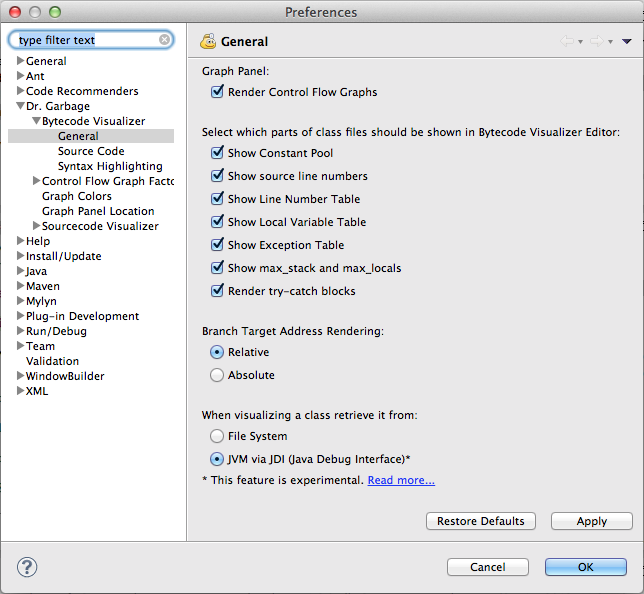 Preferences
type filter text
General
Ant
Code Recommenders
Dr. Garbage
Bytecode Visualizer
General
Source Code
Syntax Highlighting
Control Flow Graph Facto
Graph Colors
Graph Panel Location
Sourcecode Visualizer
Help
Install/Update
Java
Maven
Mylyn
Plug-in Development
Run/Debug
Team
Validation
WindowBuilder
XML
General
Graph Panel:
Render Control Flow Graphs
Select which parts of class files should be shown in Bytecode Visualizer Editor:
Show Constant Pool
Show source line numbers
Show Line Number Table
Show Local Variable Table
Show Exception Table
Show max_stack and max_locals
Render try-catch blocks
Branch Target Address Rendering:
Relative
Absolute
When visualizing a class retrieve it from:
File System
JVM via JDI (Java Debug Interface)*
* This feature is experimental. Read more...
Restore Defaults
Apply
?
Cancel
OK